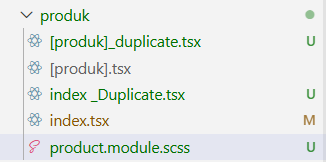 produk
[produk]_duplicate.tsx U
[produk].tsx
index _Duplicate.tsx U
index.tsx M
product.module.scss U